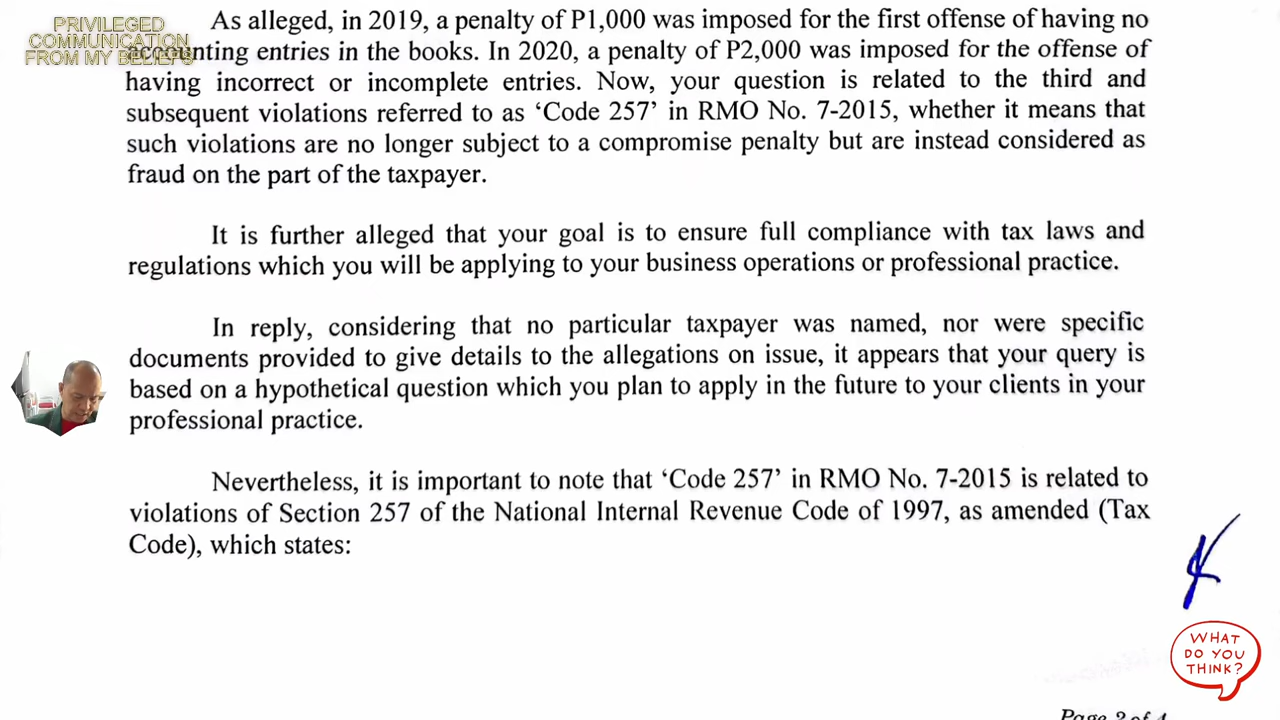 PRIVILEGED
COMMUNICATION
FROM MY BELIEFS
As alleged, in 2019, a penalty of P1,000 was imposed for the first offense of having no
accounting entries in the books. In 2020, a penalty of P2,000 was imposed for the offense of
having incorrect or incomplete entries. Now, your question is related to the third and
subsequent violations referred to as ‘Code 257’ in RMO No. 7-2015, whether it means that
such violations are no longer subject to a compromise penalty but are instead considered as
fraud on the part of the taxpayer.
It is further alleged that your goal is to ensure full compliance with tax laws and
regulations which you will be applying to your business operations or professional practice.
In reply, considering that no particular taxpayer was named, nor were specific
documents provided to give details to the allegations on issue, it appears that your query is
based on a hypothetical question which you plan to apply in the future to your clients in your
professional practice.
Nevertheless, it is important to note that ‘Code 257’ in RMO No. 7-2015 is related to
violations of Section 257 of the National Internal Revenue Code of 1997, as amended (Tax
Code), which states:
WHAT
DO YOU
THINK?
Page 2 of 4